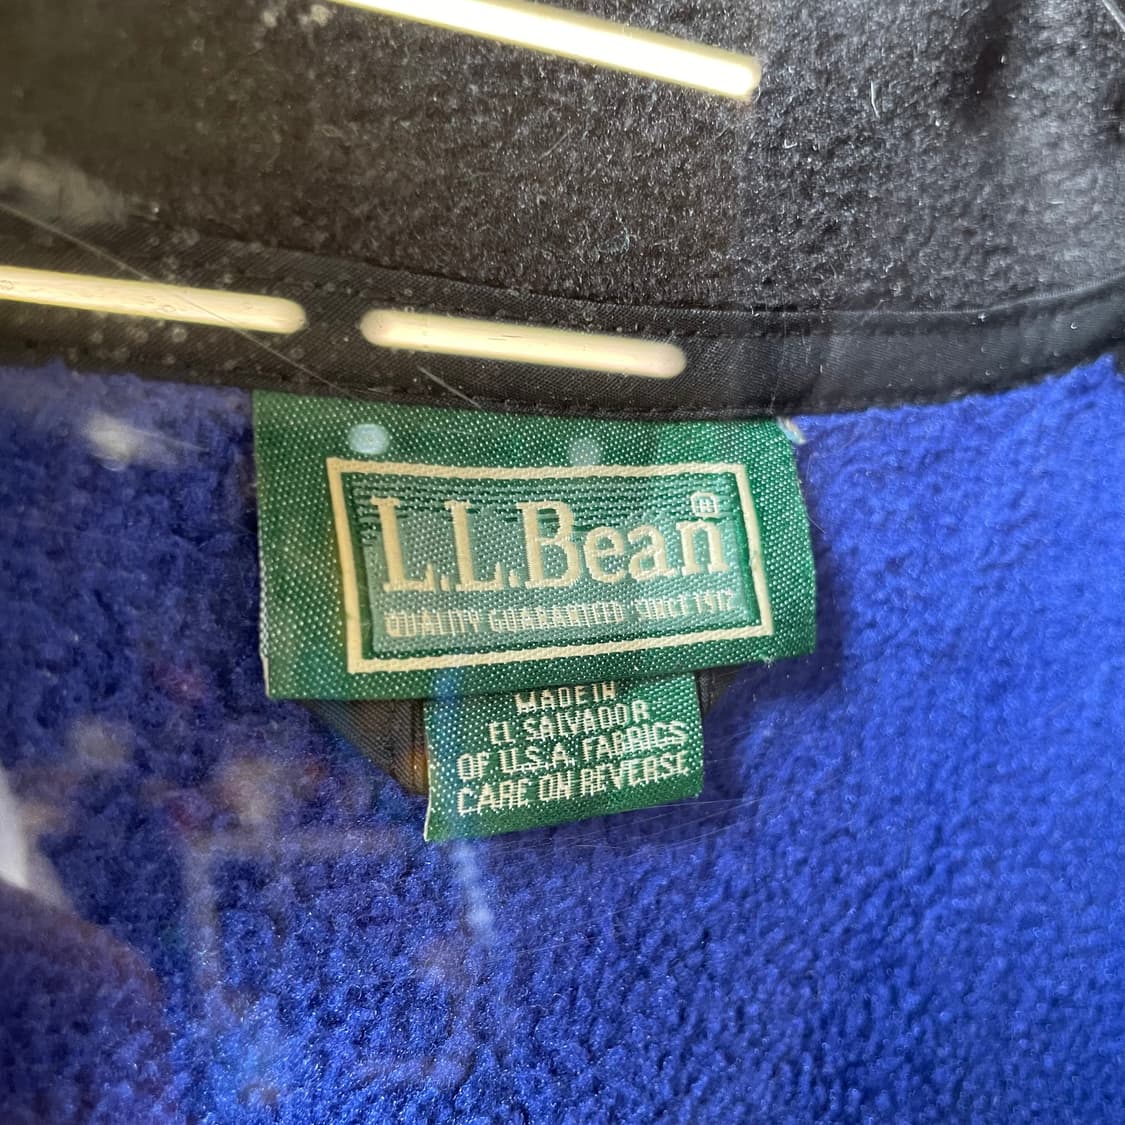 L.L.Bean®
QUALITY GUARANTEED SINCE 1912
MADE IN
EL SALVADOR
OF U.S.A. FABRICS
CARE ON REVERSE